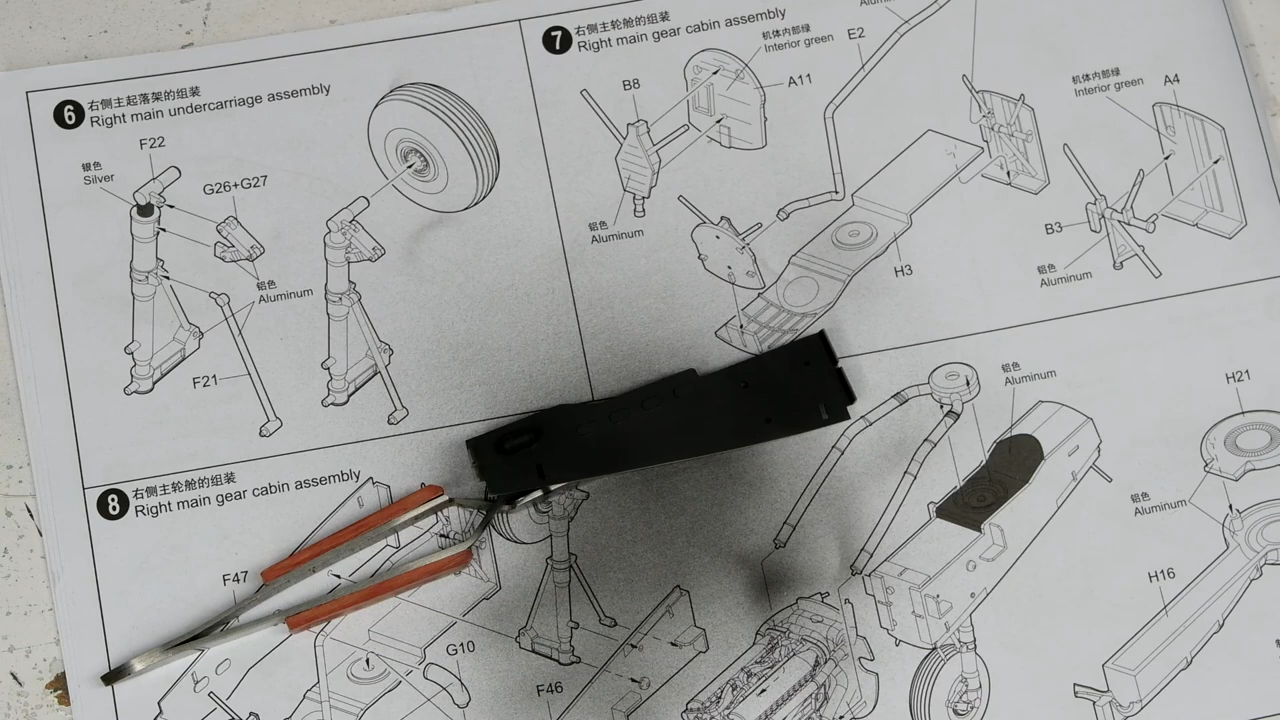 6
右侧主起落架的组装
Right main undercarriage assembly
F22
银色
Silver
G26+G27
铝色
Aluminum
F21
7
右侧主轮舱的组装
Right main gear cabin assembly
B8
机体内部绿
Interior green
A11
铝色
Aluminum
E2
H3
机体内部绿
Interior green
A4
B3
铝色
Aluminum
8
右侧主轮舱的组装
Right main gear cabin assembly
F47
G10
F46
铝色
Aluminum
H21
铝色
Aluminum
H16